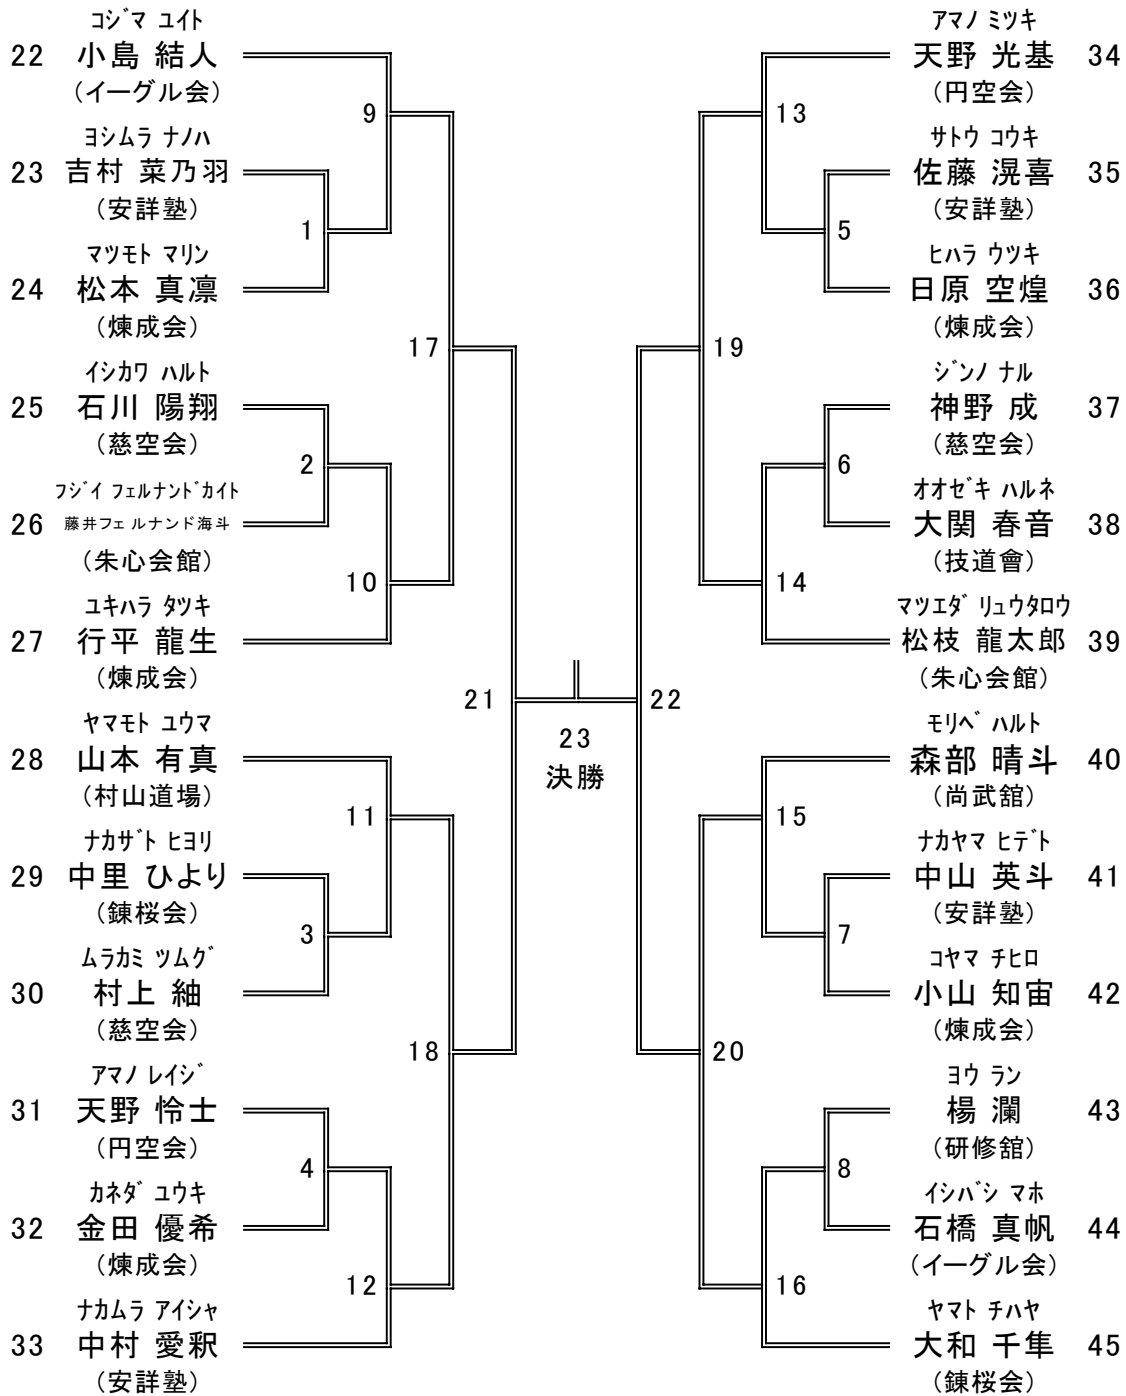 コジマ ユイト
22 小島 結人
(イーグル会)
9
ヨシムラ ナノハ
23 吉村 菜乃羽
(安詳塾)
1
マツモト マリン
24 松本 真凛
(煉成会)
17
イシカワ ハルト
25 石川 陽翔
(慈空会)
2
フジイ フェルナンドカイト
26 藤井フェルナンド海斗
(朱心会館)
10
ユキハラ タツキ
27 行平 龍生
(煉成会)
21
ヤマモト ユウマ
28 山本 有真
(村山道場)
11
ナカザト ヒヨリ
29 中里 ひより
(錬桜会)
3
ムラカミ ツムグ
30 村上 紬
(慈空会)
18
アマノ レイジ
31 天野 怜士
(円空会)
4
カネダ ユウキ
32 金田 優希
(煉成会)
12
ナカムラ アイシャ
33 中村 愛釈
(安詳塾)
23
決勝
アマノ ミツキ
天野 光基 34
(円空会)
13
サトウ コウキ
佐藤 滉喜 35
(安詳塾)
5
ヒハラ ウツキ
日原 空煌 36
(煉成会)
19
ジンノ ナル
神野 成 37
(慈空会)
6
オオゼキ ハルネ
大関 春音 38
(技道會)
14
マツエダ リュウタロウ
松枝 龍太郎 39
(朱心会館)
22
モリベ ハルト
森部 晴斗 40
(尚武舘)
15
ナカヤマ ヒデト
中山 英斗 41
(安詳塾)
7
コヤマ チヒロ
小山 知宙 42
(煉成会)
20
ヨウ ラン
楊 瀾 43
(研修舘)
8
イシバシ マホ
石橋 真帆 44
(イーグル会)
16
ヤマト チハヤ
大和 千隼 45
(錬桜会)